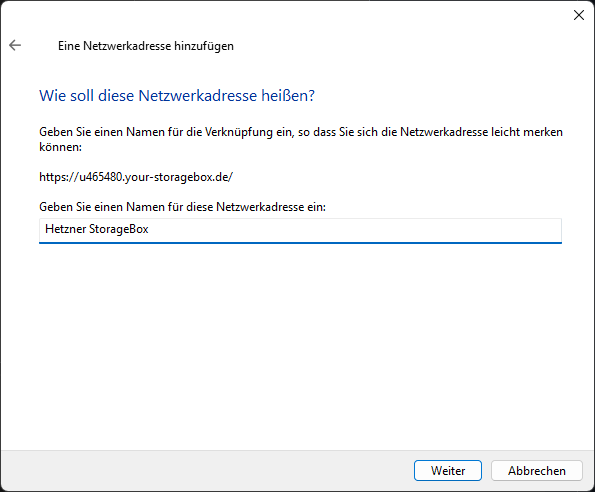 Eine Netzwerkadresse hinzufügen
Wie soll diese Netzwerkadresse heißen?
Geben Sie einen Namen für die Verknüpfung ein, so dass Sie sich die Netzwerkadresse leicht merken
können:
https://u465480.your-storagebox.de/
Geben Sie einen Namen für diese Netzwerkadresse ein:
Hetzner StorageBox
Weiter
Abbrechen